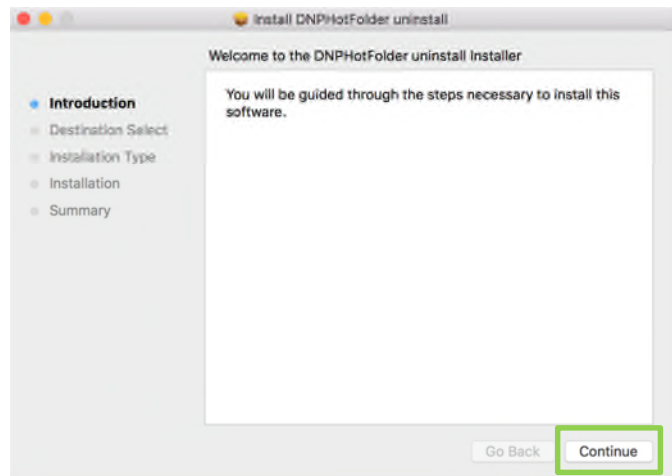 Install DNPHotFolder uninstall
Welcome to the DNPHotFolder uninstall Installer
Introduction
Destination Select
Installation Type
Installation
Summary
You will be guided through the steps necessary to install this
software.
Go Back
Continue